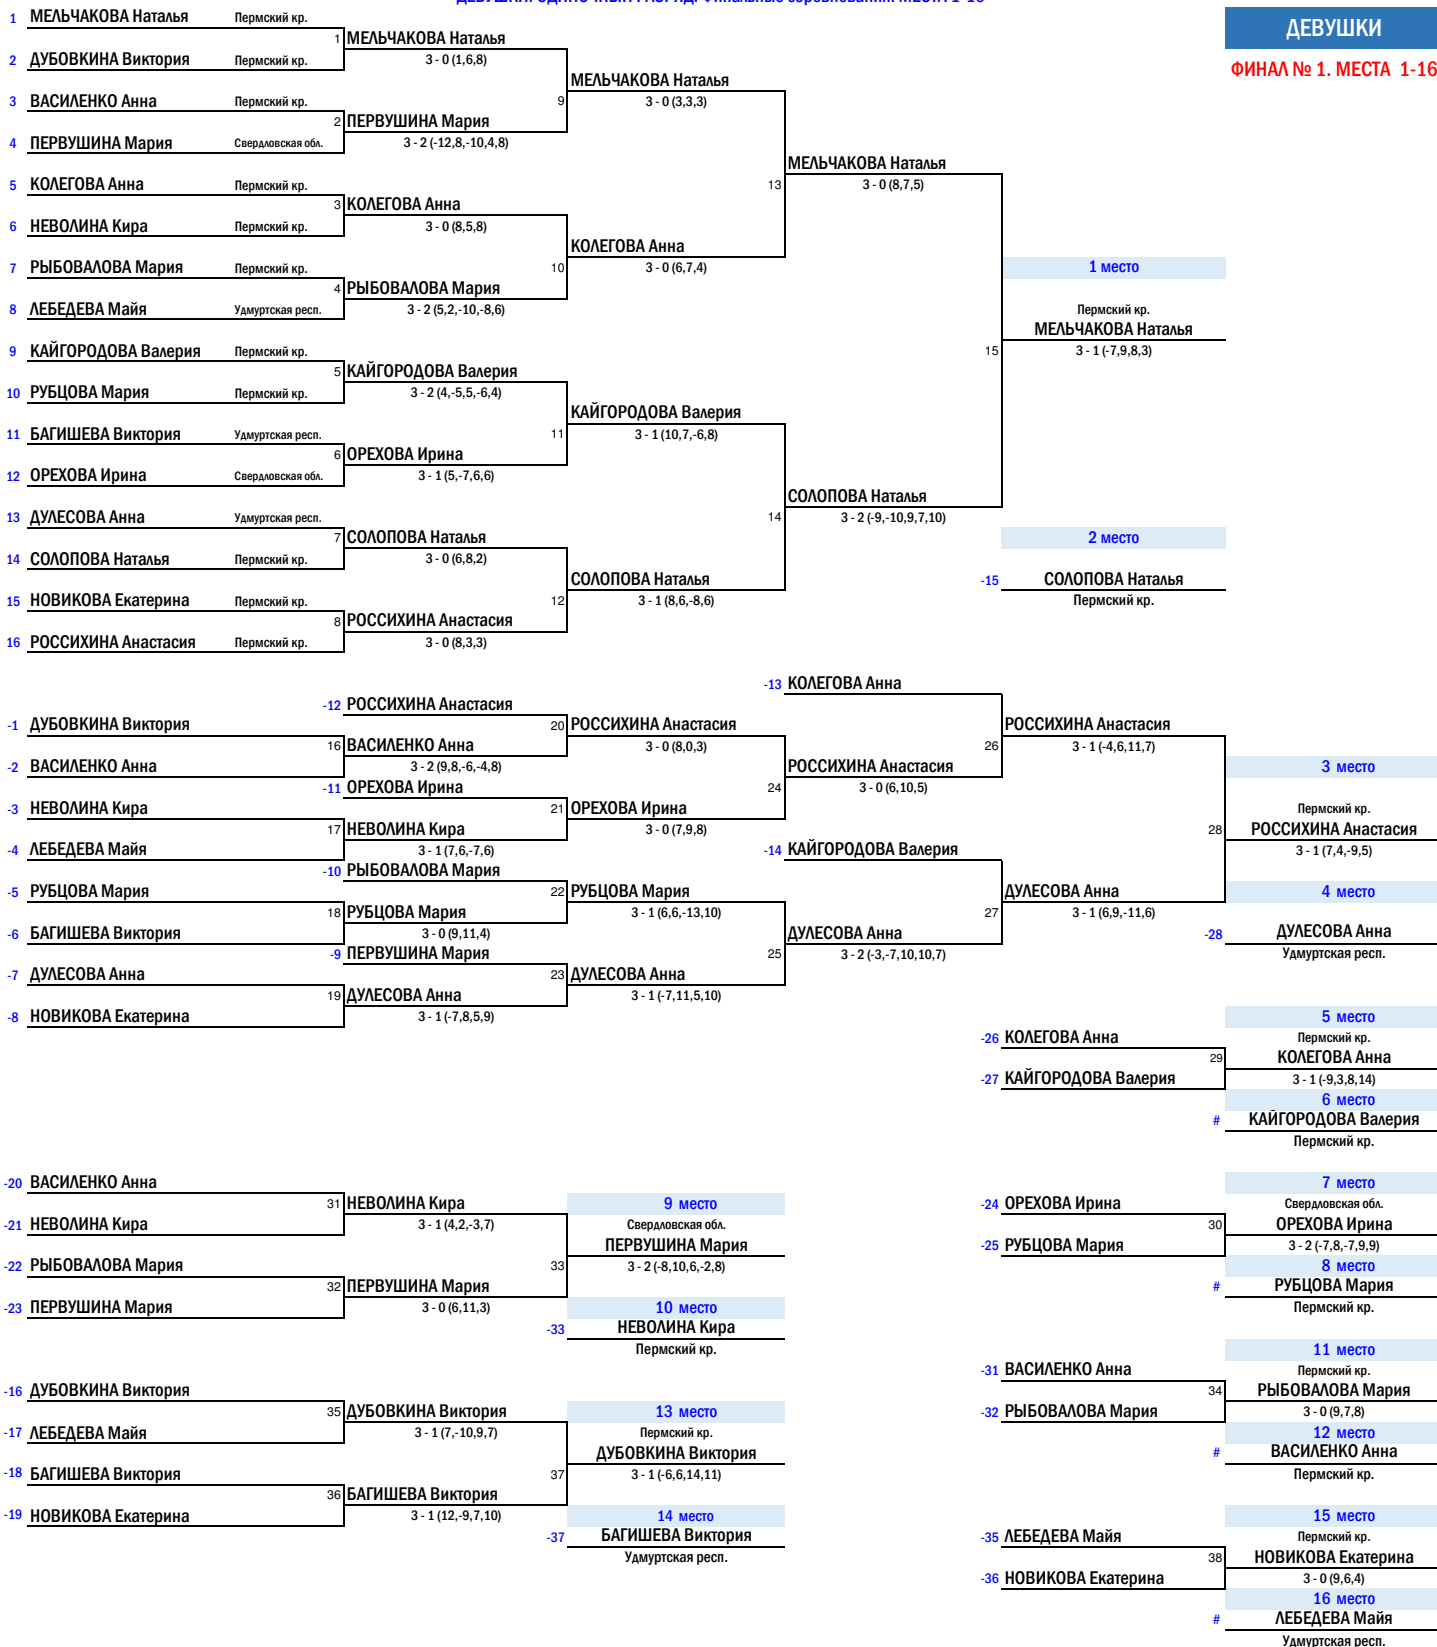 ДЕВУШКИ. ОДИНОЧНЫЙ РАЗРЯД. Финальные соревнования. МЕСТА 1-16
ДЕВУШКИ
ФИНАЛ № 1. МЕСТА 1-16
1 МЕЛЬЧАКОВА Наталья Пермский кр.
1 МЕЛЬЧАКОВА Наталья
2 ДУБОВКИНА Виктория Пермский кр. 3 - 0 (1,6,8)
МЕЛЬЧАКОВА Наталья
3 ВАСИЛЕНКО Анна Пермский кр. 9 3 - 0 (3,3,3)
2 ПЕРВУШИНА Мария
4 ПЕРВУШИНА Мария Свердловская обл. 3 - 2 (-12,8,-10,4,8)
МЕЛЬЧАКОВА Наталья
5 КОЛЕГОВА Анна Пермский кр. 13 3 - 0 (8,7,5)
3 КОЛЕГОВА Анна
6 НЕВОЛИНА Кира Пермский кр. 3 - 0 (8,5,8)
КОЛЕГОВА Анна
7 РЫБОВАЛОВА Мария Пермский кр. 10 3 - 0 (6,7,4) 1 место
4 РЫБОВАЛОВА Мария
8 ЛЕБЕДЕВА Майя Удмуртская респ. 3 - 2 (5,2,-10,-8,6) Пермский кр.
МЕЛЬЧАКОВА Наталья
9 КАЙГОРОДОВА Валерия Пермский кр. 15 3 - 1 (-7,9,8,3)
5 КАЙГОРОДОВА Валерия
10 РУБЦОВА Мария Пермский кр. 3 - 2 (4,-5,5,-6,4)
КАЙГОРОДОВА Валерия
11 БАГИШЕВА Виктория Удмуртская респ. 11 3 - 1 (10,7,-6,8)
6 ОРЕХОВА Ирина
12 ОРЕХОВА Ирина Свердловская обл. 3 - 1 (5,-7,6,6)
СОЛОПОВА Наталья
13 ДУЛЕСОВА Анна Удмуртская респ. 14 3 - 2 (-9,-10,9,7,10)
7 СОЛОПОВА Наталья 2 место
14 СОЛОПОВА Наталья Пермский кр. 3 - 0 (6,8,2)
СОЛОПОВА Наталья -15 СОЛОПОВА Наталья
15 НОВИКОВА Екатерина Пермский кр. 12 3 - 1 (8,6,-8,6) Пермский кр.
8 РОССИХИНА Анастасия
16 РОССИХИНА Анастасия Пермский кр. 3 - 0 (8,3,3)
-13 КОЛЕГОВА Анна
-12 РОССИХИНА Анастасия
-1 ДУБОВКИНА Виктория 20 РОССИХИНА Анастасия РОССИХИНА Анастасия
16 ВАСИЛЕНКО Анна 3 - 0 (8,0,3) 26 3 - 1 (-4,6,11,7)
-2 ВАСИЛЕНКО Анна 3 - 2 (9,8,-6,-4,8) РОССИХИНА Анастасия 3 место
-11 ОРЕХОВА Ирина 24 3 - 0 (6,10,5)
-3 НЕВОЛИНА Кира 21 ОРЕХОВА Ирина Пермский кр.
17 НЕВОЛИНА Кира 3 - 0 (7,9,8) 28 РОССИХИНА Анастасия
-4 ЛЕБЕДЕВА Майя 3 - 1 (7,6,-7,6) -14 КАЙГОРОДОВА Валерия 3 - 1 (7,4,-9,5)
-10 РЫБОВАЛОВА Мария
-5 РУБЦОВА Мария 22 РУБЦОВА Мария ДУЛЕСОВА Анна 4 место
18 РУБЦОВА Мария 3 - 1 (6,6,-13,10) 27 3 - 1 (6,9,-11,6)
-6 БАГИШЕВА Виктория 3 - 0 (9,11,4) ДУЛЕСОВА Анна -28 ДУЛЕСОВА Анна
-9 ПЕРВУШИНА Мария 25 3 - 2 (-3,-7,10,10,7) Удмуртская респ.
-7 ДУЛЕСОВА Анна 23 ДУЛЕСОВА Анна
19 ДУЛЕСОВА Анна 3 - 1 (-7,11,5,10)
-8 НОВИКОВА Екатерина 3 - 1 (-7,8,5,9) 5 место
-26 КОЛЕГОВА Анна Пермский кр.
29 КОЛЕГОВА Анна
-27 КАЙГОРОДОВА Валерия 3 - 1 (-9,3,8,14)
6 место
# КАЙГОРОДОВА Валерия
Пермский кр.
-20 ВАСИЛЕНКО Анна 7 место
31 НЕВОЛИНА Кира 9 место -24 ОРЕХОВА Ирина Свердловская обл.
-21 НЕВОЛИНА Кира 3 - 1 (4,2,-3,7) Свердловская обл. 30 ОРЕХОВА Ирина
ПЕРВУШИНА Мария -25 РУБЦОВА Мария 3 - 2 (-7,8,-7,9,9)
-22 РЫБОВАЛОВА Мария 33 3 - 2 (-8,10,6,-2,8) 8 место
32 ПЕРВУШИНА Мария # РУБЦОВА Мария
-23 ПЕРВУШИНА Мария 3 - 0 (6,11,3) 10 место Пермский кр.
-33 НЕВОЛИНА Кира
Пермский кр. 11 место
-31 ВАСИЛЕНКО Анна Пермский кр.
-16 ДУБОВКИНА Виктория 34 РЫБОВАЛОВА Мария
35 ДУБОВКИНА Виктория 13 место -32 РЫБОВАЛОВА Мария 3 - 0 (9,7,8)
-17 ЛЕБЕДЕВА Майя 3 - 1 (7,-10,9,7) Пермский кр. 12 место
ДУБОВКИНА Виктория # ВАСИЛЕНКО Анна
-18 БАГИШЕВА Виктория 37 3 - 1 (-6,6,14,11) Пермский кр.
36 БАГИШЕВА Виктория
-19 НОВИКОВА Екатерина 3 - 1 (12,-9,7,10) 14 место 15 место
-37 БАГИШЕВА Виктория -35 ЛЕБЕДЕВА Майя Пермский кр.
Удмуртская респ. 38 НОВИКОВА Екатерина
-36 НОВИКОВА Екатерина 3 - 0 (9,6,4)
16 место
# ЛЕБЕДЕВА Майя
Удмуртская респ.